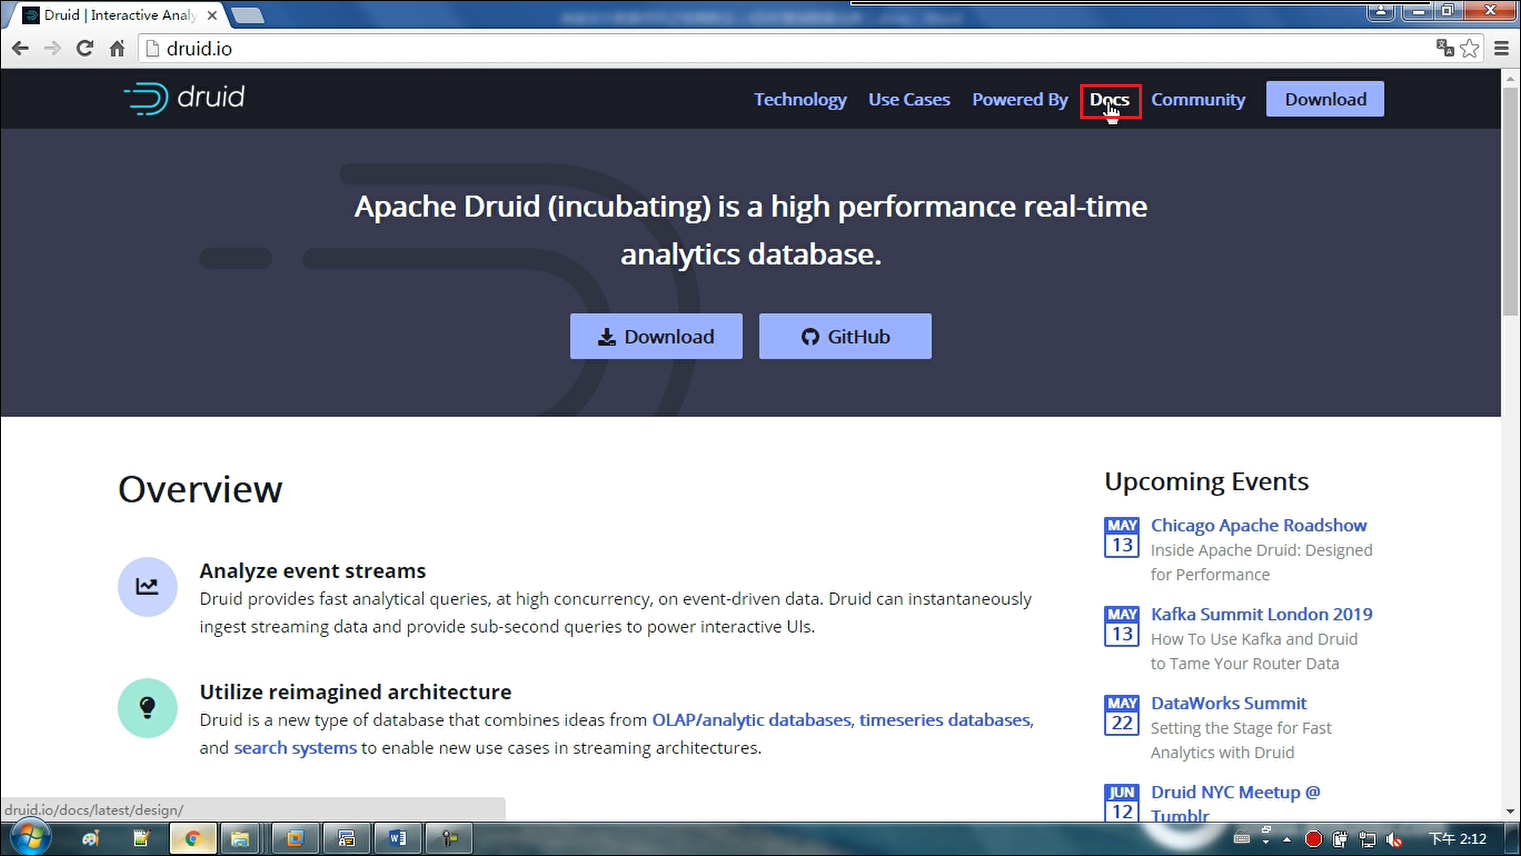 Druid | Interactive Analy
druid.io
druid
Technology
Use Cases
Powered By
Docs
Community
Download
Apache Druid (incubating) is a high performance real-time
analytics database.
Download
GitHub
Overview
Analyze event streams
Druid provides fast analytical queries, at high concurrency, on event-driven data. Druid can instantaneously
ingest streaming data and provide sub-second queries to power interactive UIs.
Utilize reimagined architecture
Druid is a new type of database that combines ideas from OLAP/analytic databases, timeseries databases,
and search systems to enable new use cases in streaming architectures.
Upcoming Events
MAY
13
Chicago Apache Roadshow
Inside Apache Druid: Designed
for Performance
MAY
13
Kafka Summit London 2019
How To Use Kafka and Druid
to Tame Your Router Data
MAY
22
DataWorks Summit
Setting the Stage for Fast
Analytics with Druid
JUN
12
Druid NYC Meetup @
Tumblr
druid.io/docs/latest/design/
下午 2:12